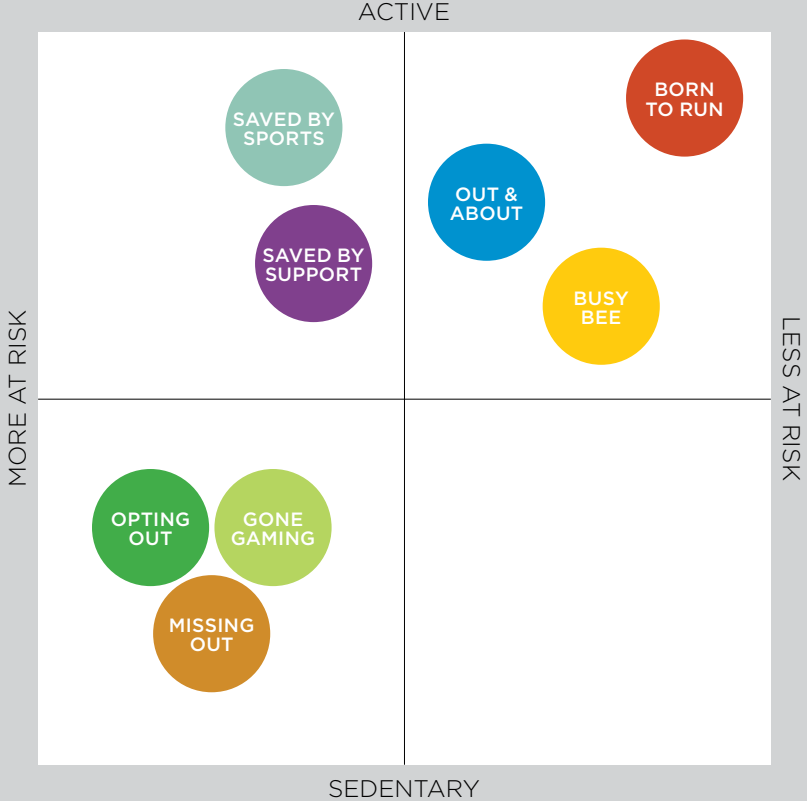 ACTIVE
BORN
TO RUN
SAVED BY
SPORTS
OUT &
ABOUT
SAVED BY
SUPPORT
BUSY
BEE
MORE AT RISK
LESS AT RISK
OPTING
OUT
GONE
GAMING
MISSING
OUT
SEDENTARY